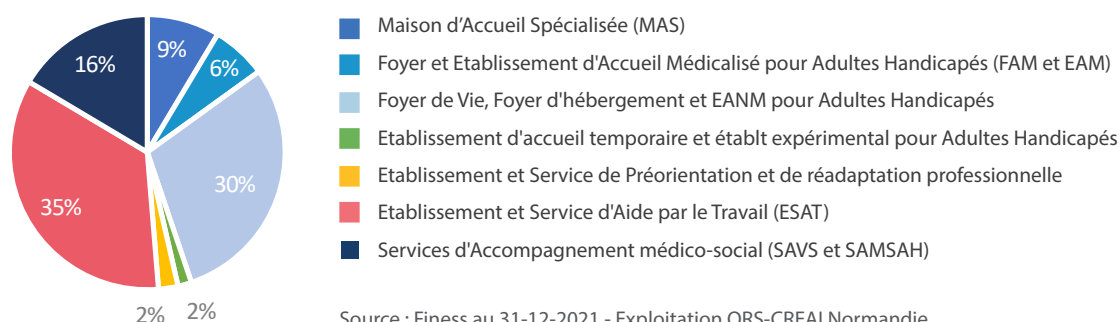 9%
6%
16%
30%
35%
2%
2%
Maison d’Accueil Spécialisée (MAS)
Foyer et Etablissement d'Accueil Médicalisé pour Adultes Handicapés (FAM et EAM)
Foyer de Vie, Foyer d'hébergement et EANM pour Adultes Handicapés
Etablissement d'accueil temporaire et établt expérimental pour Adultes Handicapés
Etablissement et Service de Préorientation et de réadaptation professionnelle
Etablissement et Service d'Aide par le Travail (ESAT)
Services d'Accompagnement médico-social (SAVS et SAMSAH)
Source : Finess au 31-12-2021 - Exploitation ORS-CREAI Normandie